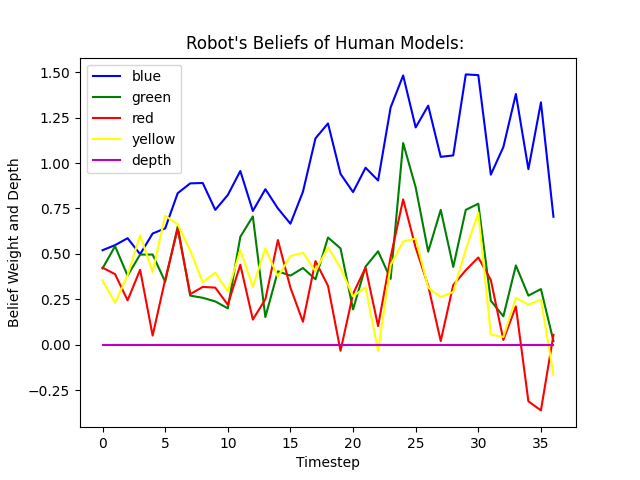 Robot's Beliefs of Human Models:
blue
green
red
yellow
depth
1.50
1.25
1.00
0.75
0.50
0.25
0.00
−0.25
Belief Weight and Depth
0 5 10 15 20 25 30 35
Timestep